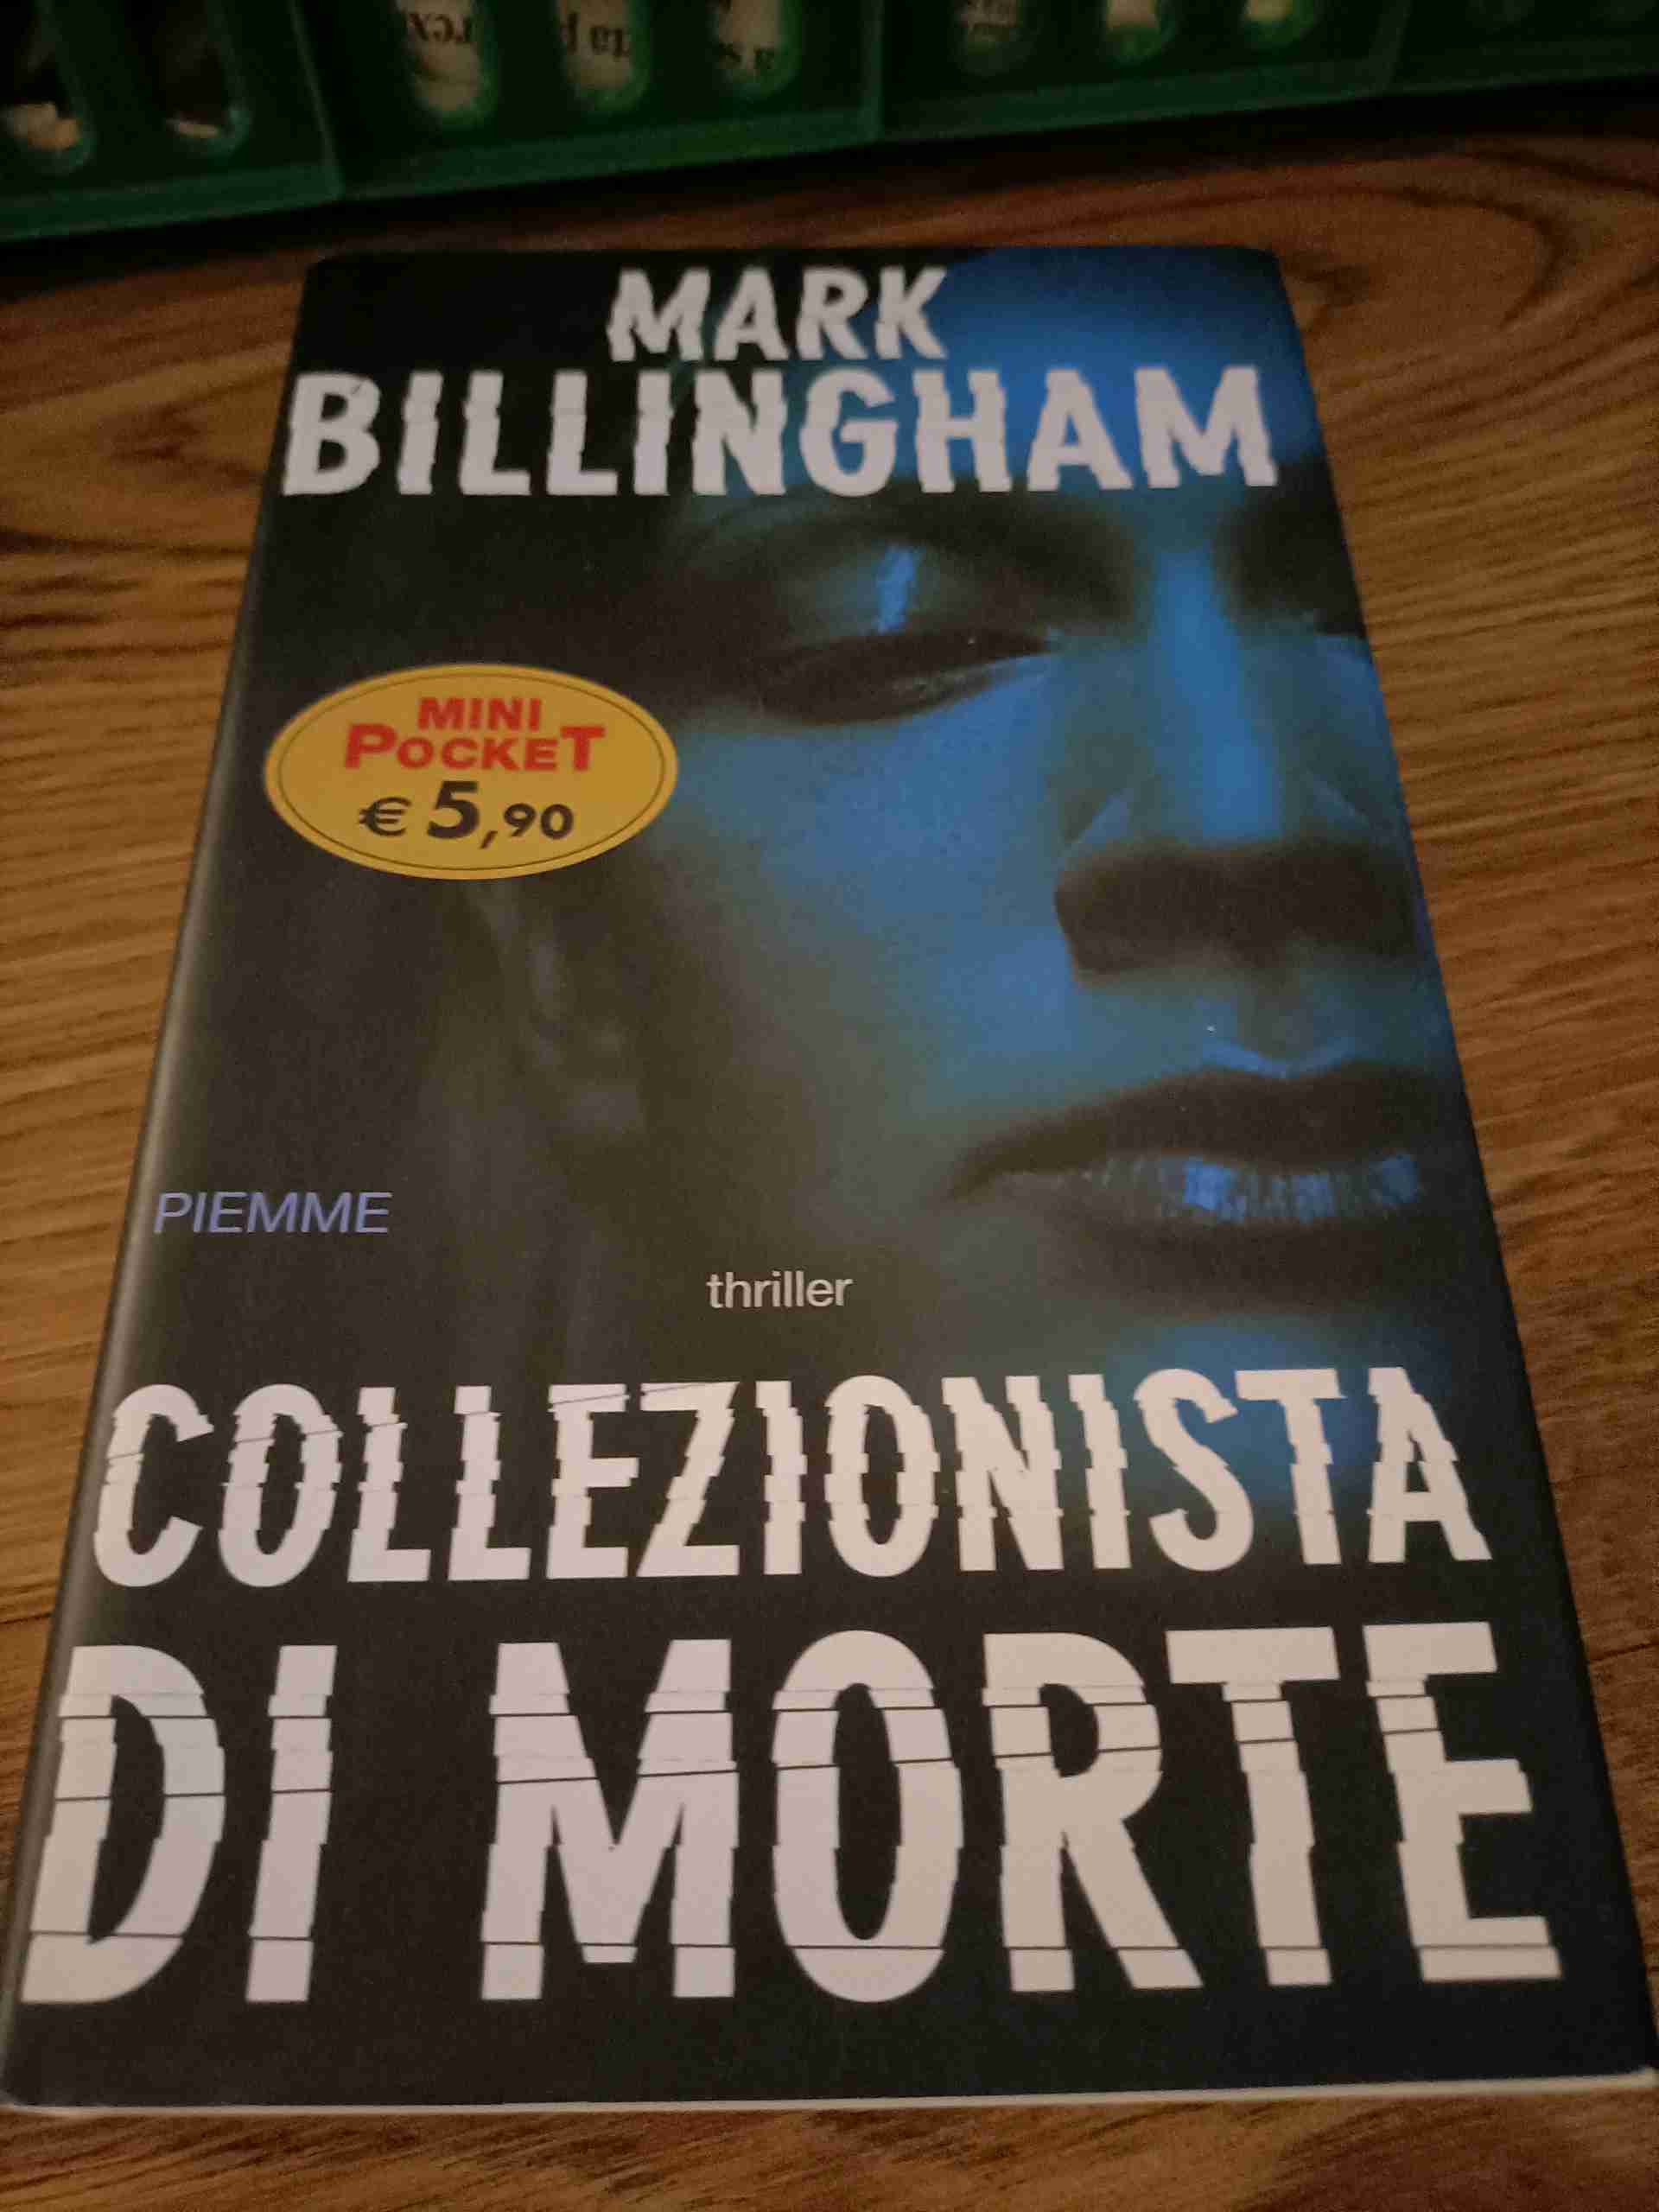 MARK
BILLINGHAM
MINI
POCKET
€ 5,90
PIEMME
thriller
COLLEZIONISTA
DI MORTE